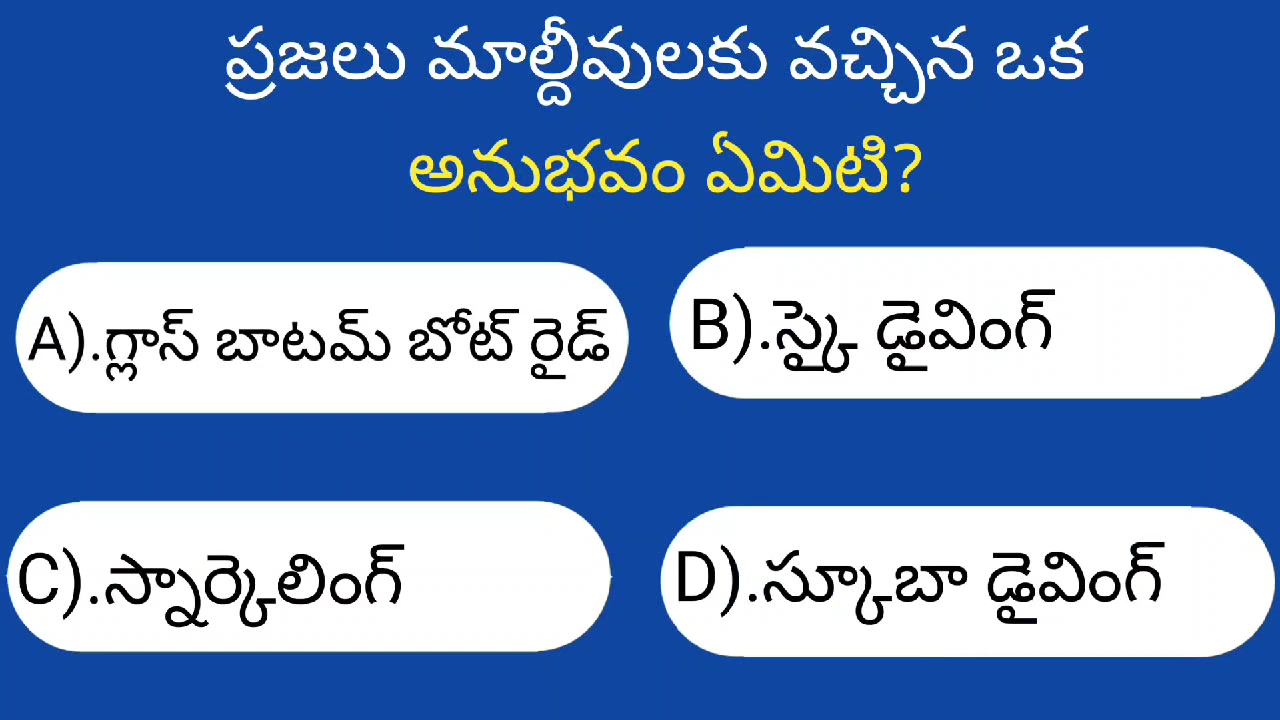 ప్రజలు మాల్దీవులకు వచ్చిన ఒక
అనుభవం ఏమిటి?
A).గ్లాస్ బాటమ్ బోట్ రైడ్
B).స్కై డైవింగ్
C).స్నార్కెలింగ్
D).స్కూబా డైవింగ్